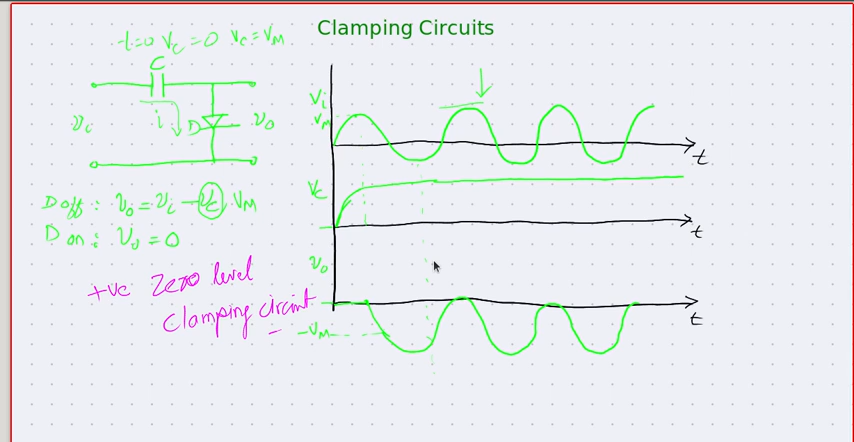 Clamping Circuits
t=0 Vc=0 Vc=VM
C
Vi
i
D
Vo
D off: Vo=Vi-Vc VM
D on: Vo=0
+ve Zero level
Clamping circuit
Vi
VM
t
Vc
t
Vo
-VM
t